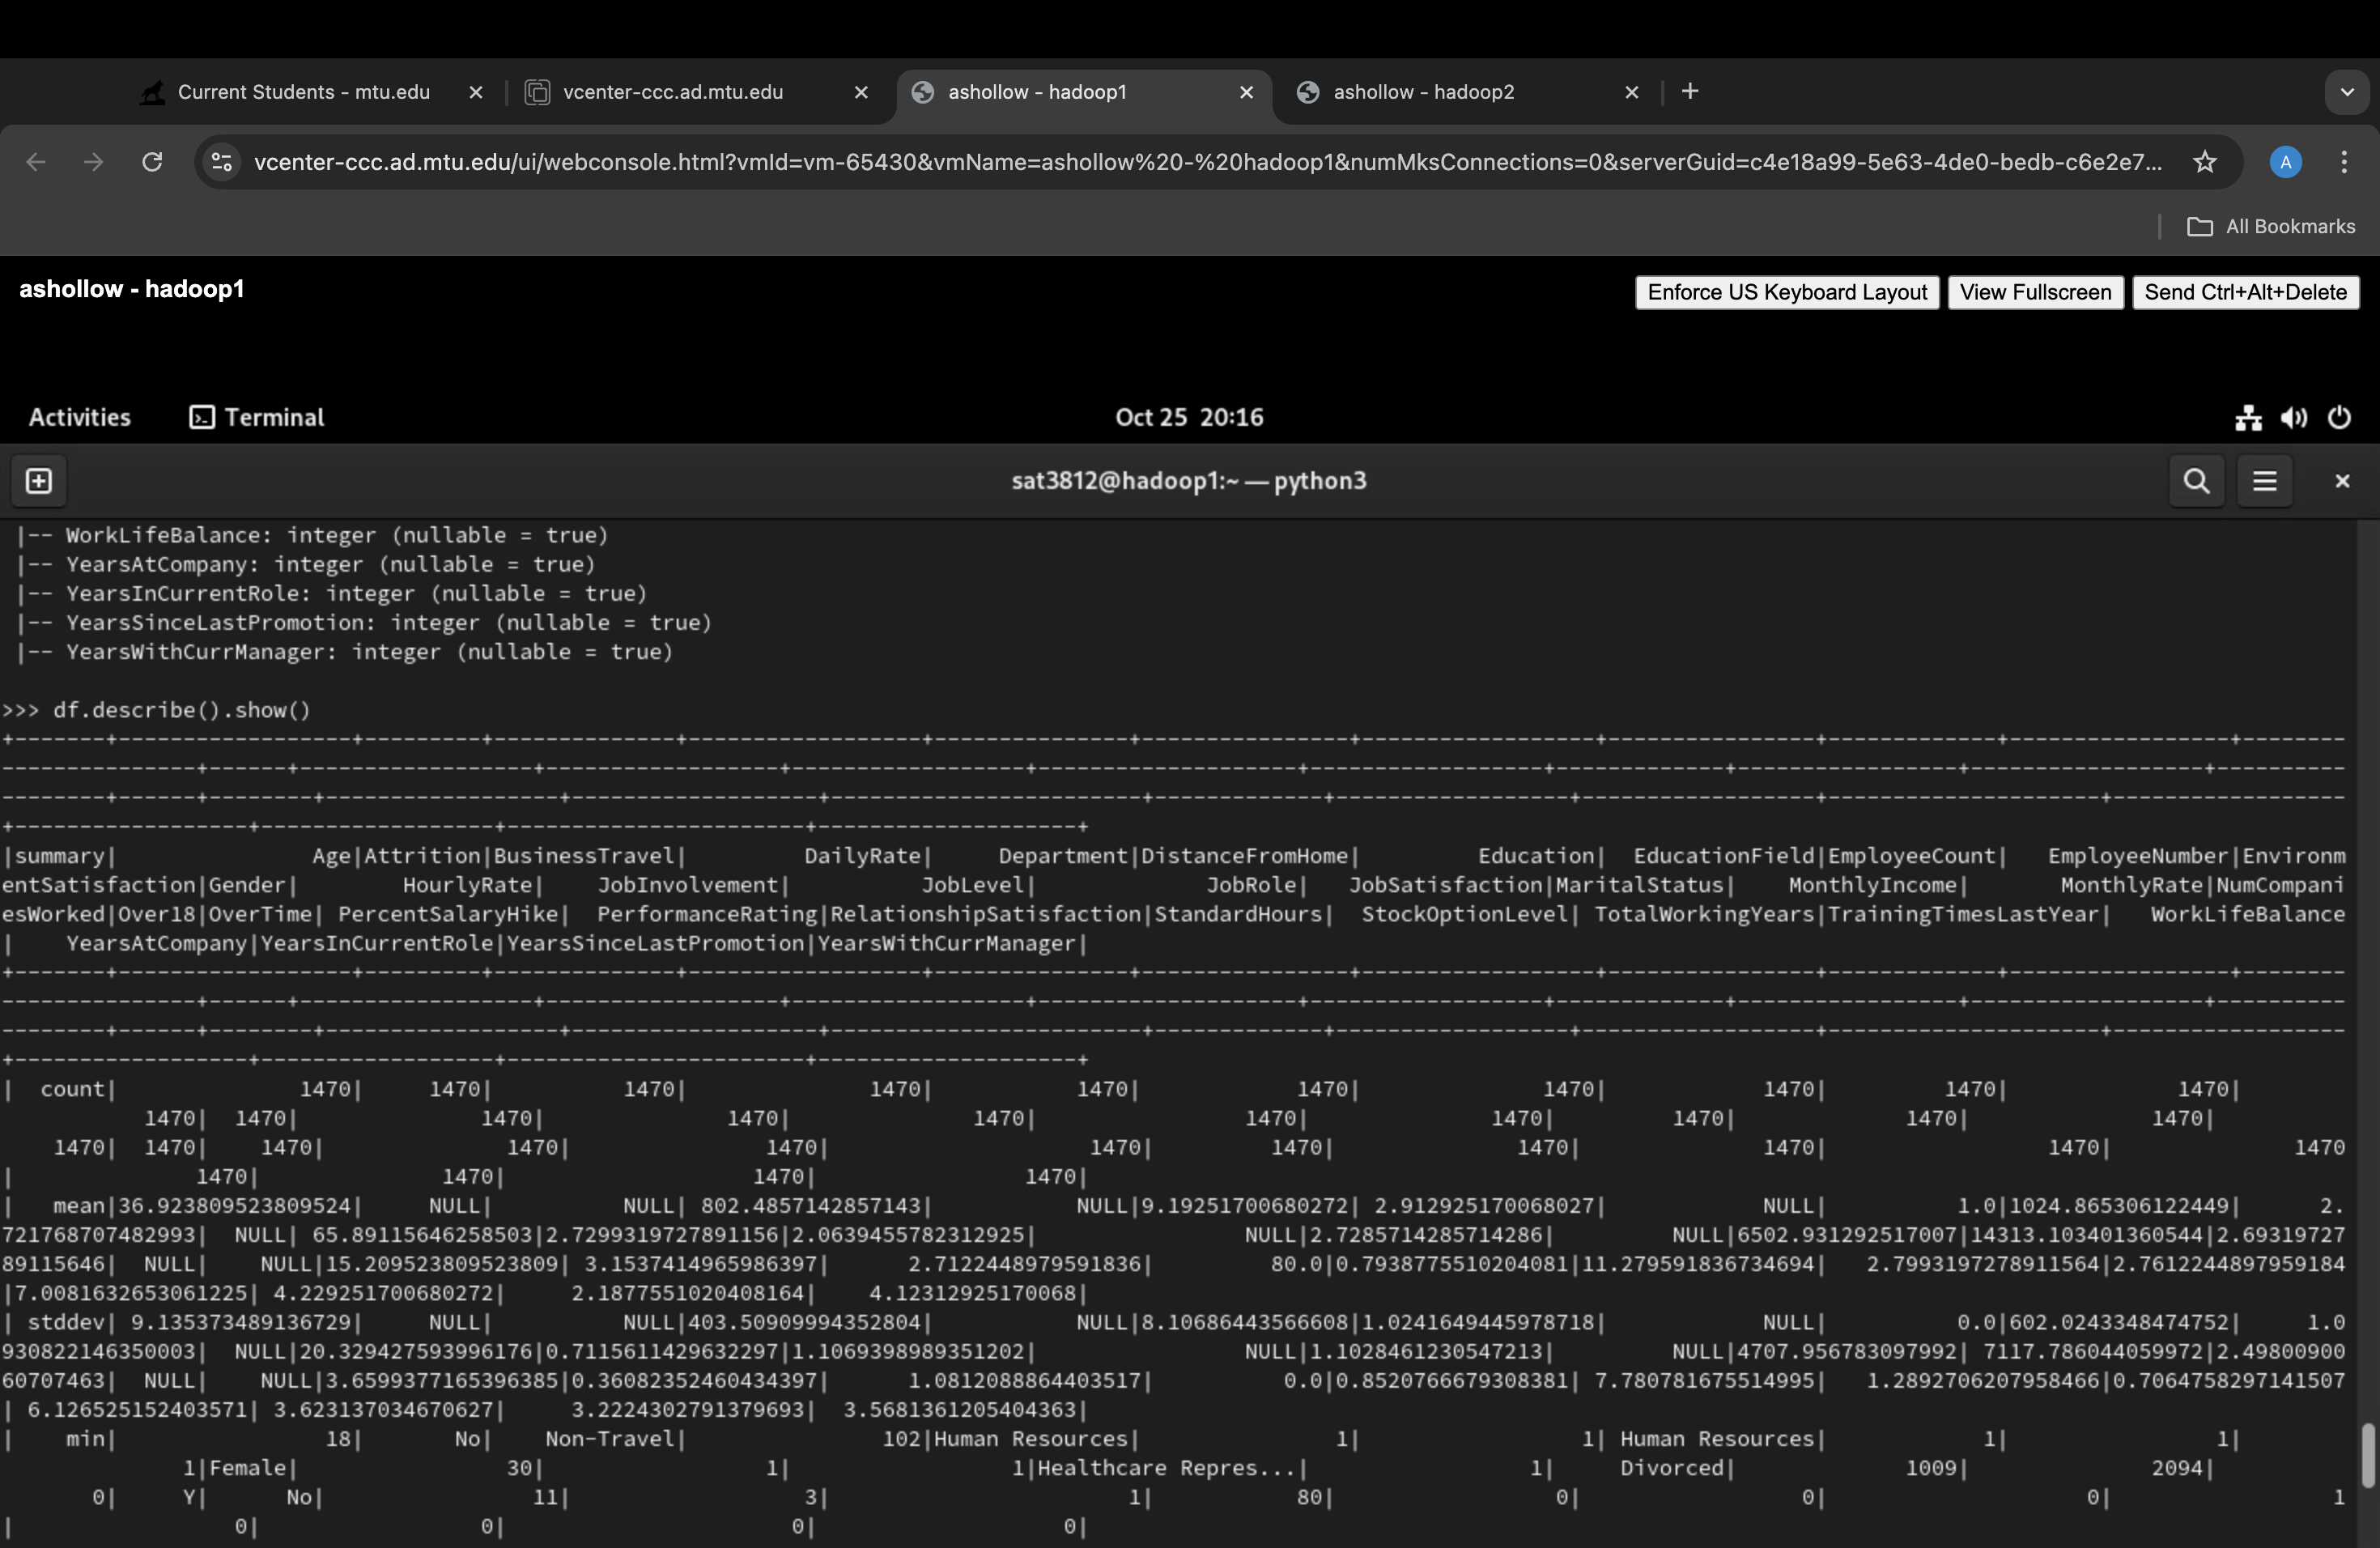 Current Students - mtu.edu
vcenter-ccc.ad.mtu.edu
ashollow - hadoop1
ashollow - hadoop2
vcenter-ccc.ad.mtu.edu/ui/webconsole.html?vmId=vm-65430&vmName=ashollow%20-%20hadoop1&numMksConnections=0&serverGuid=c4e18a99-5e63-4de0-bedb-c6e2e7...
A
All Bookmarks
ashollow - hadoop1
Enforce US Keyboard Layout
View Fullscreen
Send Ctrl+Alt+Delete
Activities
Terminal
Oct 25 20:16
sat3812@hadoop1:~ — python3
|-- WorkLifeBalance: integer (nullable = true)
|-- YearsAtCompany: integer (nullable = true)
|-- YearsInCurrentRole: integer (nullable = true)
|-- YearsSinceLastPromotion: integer (nullable = true)
|-- YearsWithCurrManager: integer (nullable = true)
>>> df.describe().show()
+-------+------------------+---------+--------------+------------------+---------------+----------------+------------------+----------------+-------------+-----------------+--------
---------------+------+------------------+------------------+------------------+--------------------+------------------+-------------+-----------------+------------------+----------
--------+------+--------+------------------+-------------------+------------------------+-------------+------------------+------------------+---------------------+------------------
+------------------+------------------+-----------------------+--------------------+
|summary|               Age|Attrition|BusinessTravel|         DailyRate|     Department|DistanceFromHome|         Education|  EducationField|EmployeeCount|   EmployeeNumber|Environm
entSatisfaction|Gender|        HourlyRate|    JobInvolvement|          JobLevel|             JobRole|   JobSatisfaction|MaritalStatus|    MonthlyIncome|       MonthlyRate|NumCompani
esWorked|Over18|OverTime| PercentSalaryHike|  PerformanceRating|RelationshipSatisfaction|StandardHours|  StockOptionLevel| TotalWorkingYears|TrainingTimesLastYear|   WorkLifeBalance
|    YearsAtCompany|YearsInCurrentRole|YearsSinceLastPromotion|YearsWithCurrManager|
+-------+------------------+---------+--------------+------------------+---------------+----------------+------------------+----------------+-------------+-----------------+--------
---------------+------+------------------+------------------+------------------+--------------------+------------------+-------------+-----------------+------------------+----------
--------+------+--------+------------------+-------------------+------------------------+-------------+------------------+------------------+---------------------+------------------
+------------------+------------------+-----------------------+--------------------+
|  count|              1470|     1470|          1470|              1470|           1470|            1470|              1470|            1470|         1470|             1470|
           1470|  1470|              1470|              1470|              1470|                1470|              1470|         1470|             1470|              1470|
    1470|  1470|    1470|              1470|               1470|                    1470|         1470|              1470|              1470|                 1470|              1470
|              1470|              1470|                   1470|                1470|
|   mean|36.923809523809524|     NULL|          NULL| 802.4857142857143|           NULL|9.19251700680272| 2.912925170068027|            NULL|          1.0|1024.865306122449|      2.
721768707482993|  NULL| 65.89115646258503|2.7299319727891156|2.0639455782312925|                NULL|2.7285714285714286|         NULL|6502.931292517007|14313.103401360544|2.69319727
89115646|  NULL|    NULL|15.209523809523809| 3.1537414965986397|      2.7122448979591836|         80.0|0.7938775510204081|11.279591836734694|   2.7993197278911564|2.7612244897959184
|7.0081632653061225| 4.229251700680272|     2.1877551020408164|    4.12312925170068|
| stddev| 9.135373489136729|     NULL|          NULL|403.50909994352804|           NULL|8.10686443566608|1.0241649445978718|            NULL|          0.0|602.0243348474752|     1.0
930822146350003|  NULL|20.329427593996176|0.7115611429632297|1.1069398989351202|                NULL|1.1028461230547213|         NULL|4707.956783097992| 7117.786044059972|2.49800900
60707463|  NULL|    NULL|3.6599377165396385|0.36082352460434397|      1.0812088864403517|          0.0|0.8520766679308381| 7.780781675514995|   1.2892706207958466|0.7064758297141507
| 6.126525152403571| 3.623137034670627|     3.2224302791379693|  3.5681361205404363|
|    min|                18|       No|    Non-Travel|               102|Human Resources|               1|                 1| Human Resources|            1|                1|
              1|Female|                30|                 1|                 1|Healthcare Repres...|                 1|     Divorced|             1009|              2094|
       0|     Y|      No|                11|                  3|                       1|           80|                 0|                 0|                    0|                 1
|                 0|                 0|                      0|                   0|